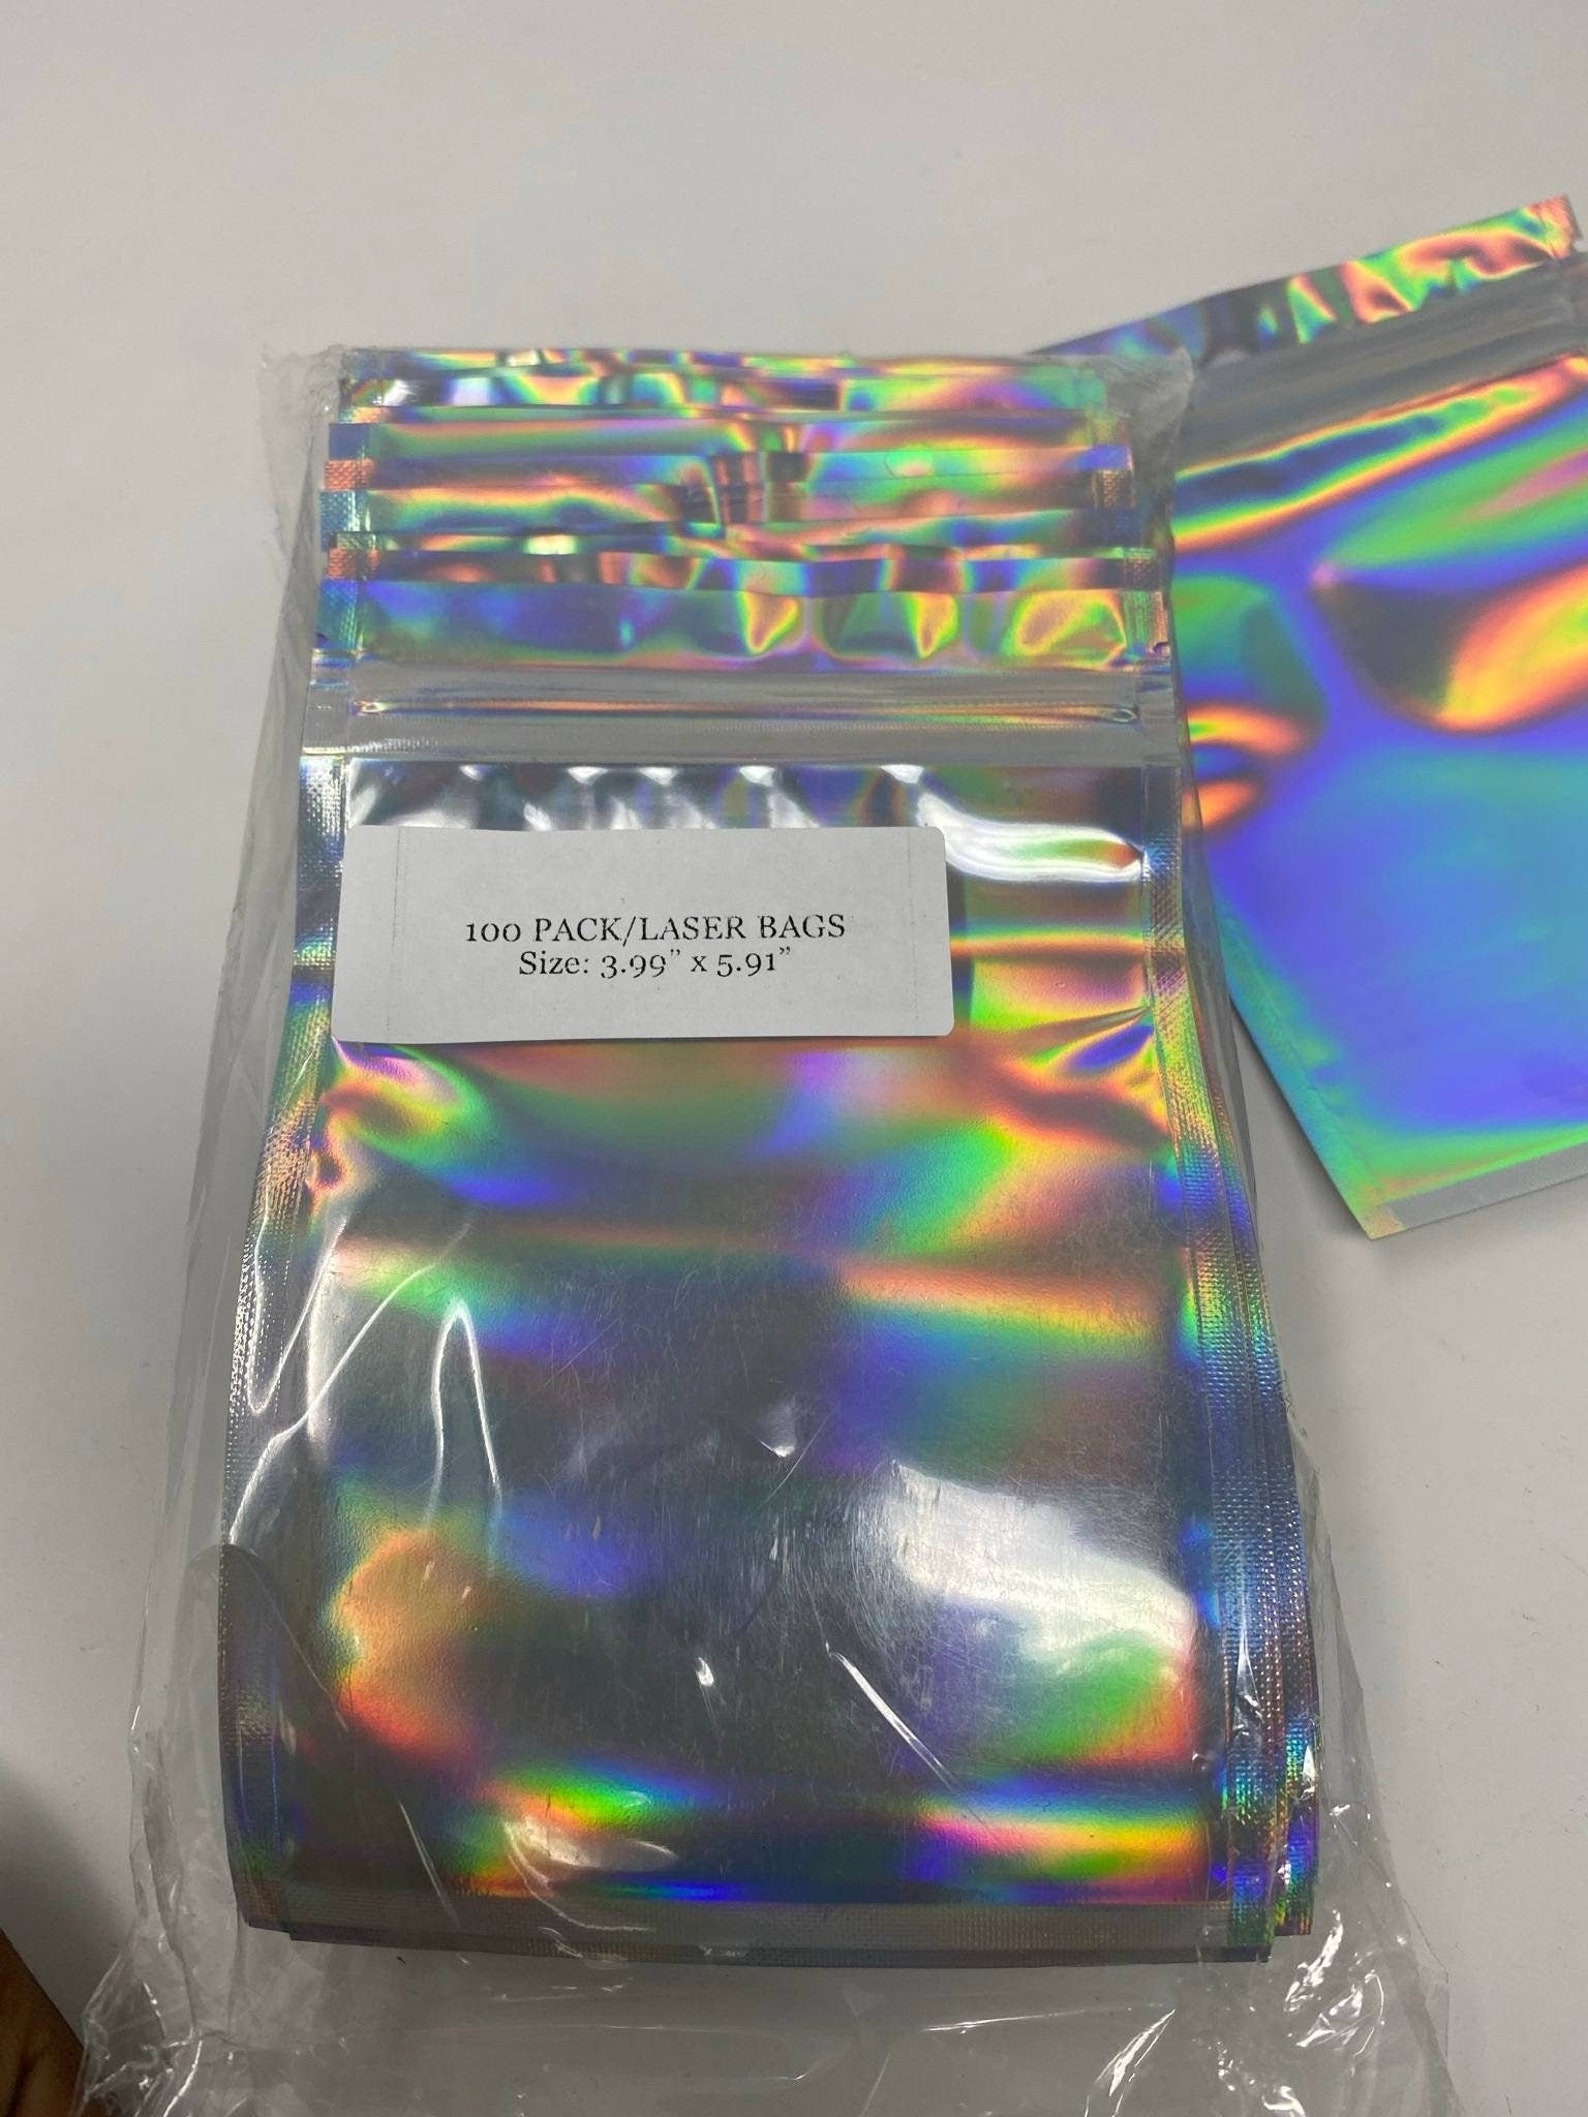 100 PACK/LASER BAGS
Size: 3.99” x 5.91”